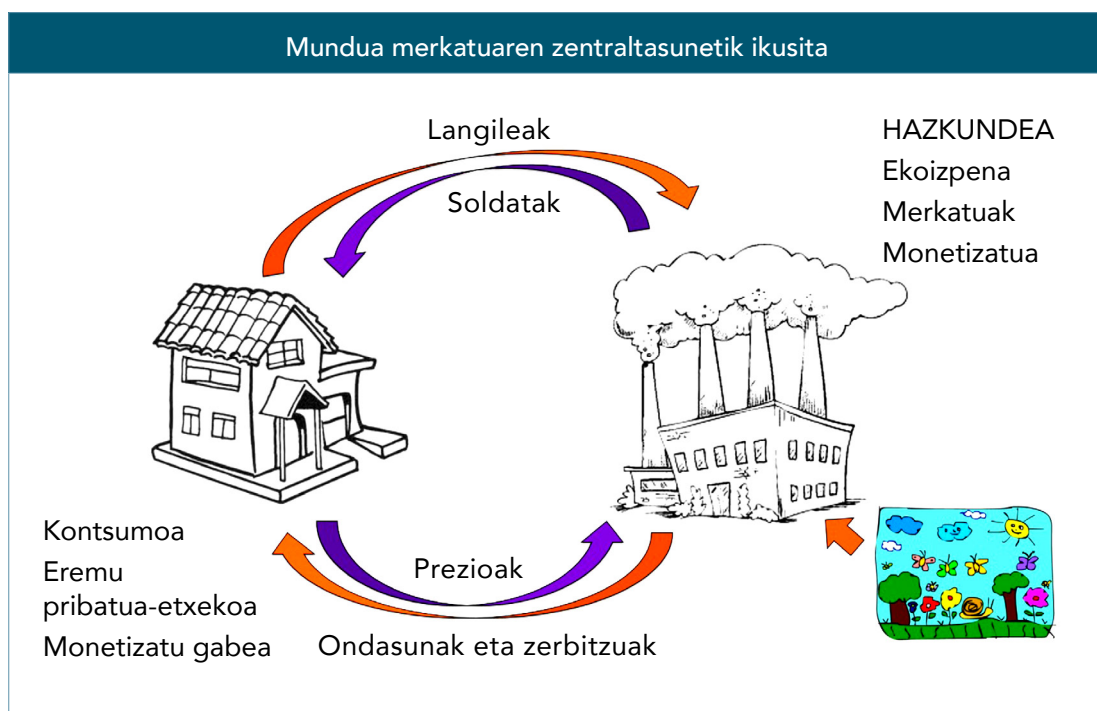 Mundua merkatuaren zentraltasunetik ikusita
Langileak
Soldatak
HAZKUNDEA
Ekoizpena
Merkatuak
Monetizatua
Kontsumoa
Eremu
pribatua-etxekoa
Monetizatu gabea
Prezioak
Ondasunak eta zerbitzuak